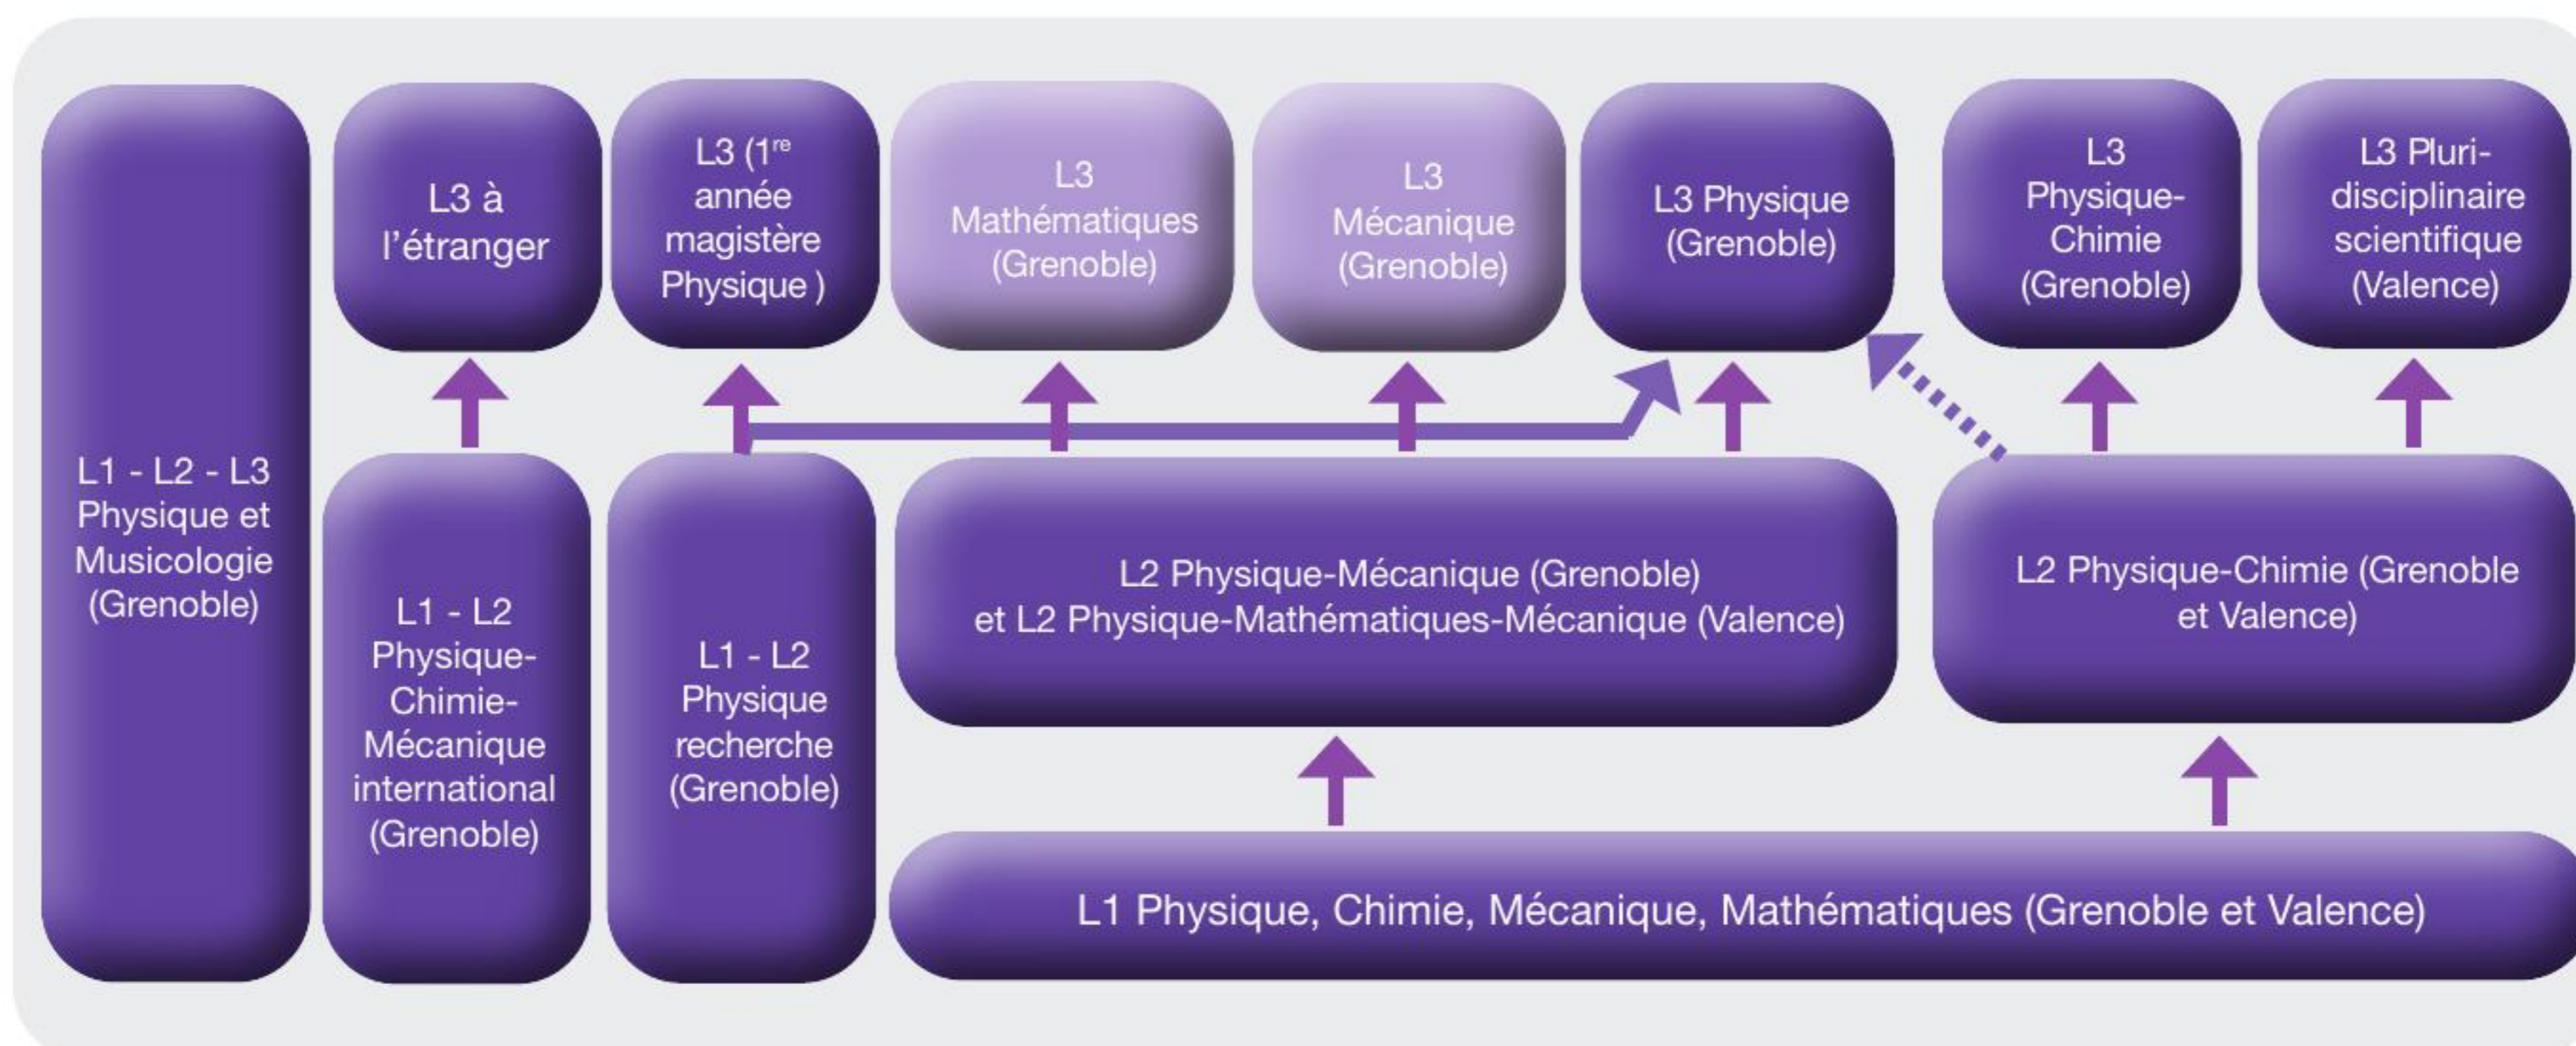 L1 - L2 - L3
Physique et
Musicologie
(Grenoble)
L3 à
l'étranger
L3 (1re
année
magistère
Physique )
L3
Mathématiques
(Grenoble)
L3
Mécanique
(Grenoble)
L3 Physique
(Grenoble)
L3
Physique-
Chimie
(Grenoble)
L3 Pluri-
disciplinaire
scientifique
(Valence)
L1 - L2
Physique-
Chimie-
Mécanique
international
(Grenoble)
L1 - L2
Physique
recherche
(Grenoble)
L2 Physique-Mécanique (Grenoble)
et L2 Physique-Mathématiques-Mécanique (Valence)
L2 Physique-Chimie (Grenoble
et Valence)
L1 Physique, Chimie, Mécanique, Mathématiques (Grenoble et Valence)